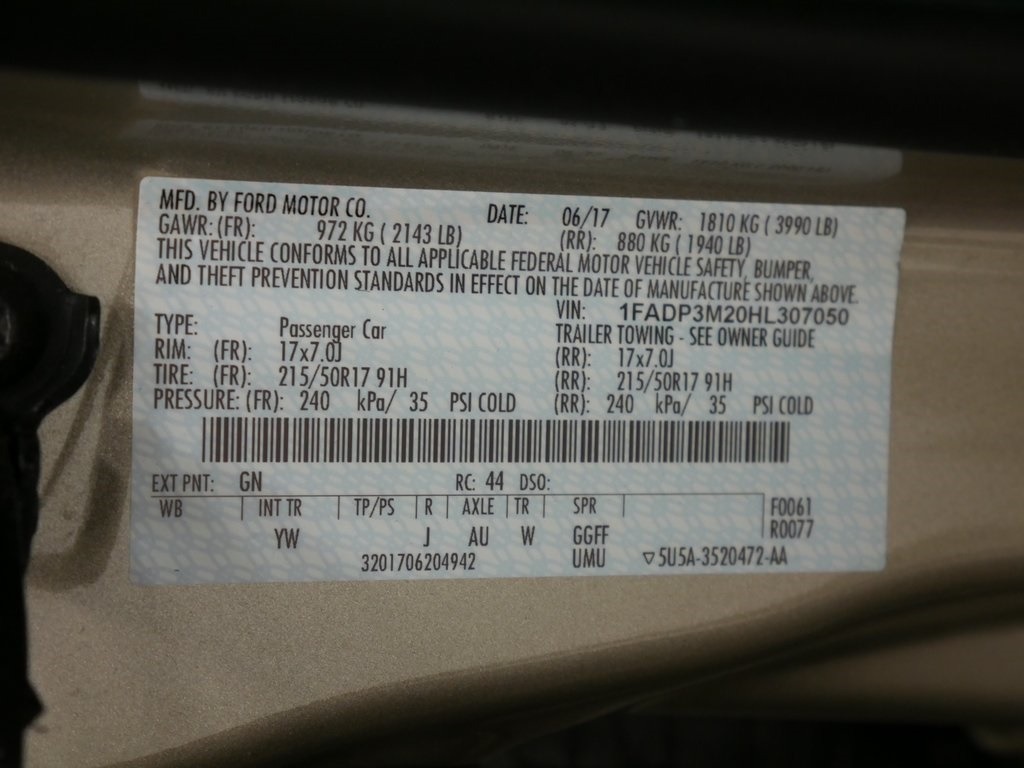 MFD. BY FORD MOTOR CO. DATE: 06/17 GVWR: 1810 KG ( 3990 LB)
GAWR: (FR): 972 KG ( 2143 LB) (RR): 880 KG ( 1940 LB)
THIS VEHICLE CONFORMS TO ALL APPLICABLE FEDERAL MOTOR VEHICLE SAFETY, BUMPER,
AND THEFT PREVENTION STANDARDS IN EFFECT ON THE DATE OF MANUFACTURE SHOWN ABOVE.
VIN: 1FADP3M20HL307050
TYPE: Passenger Car TRAILER TOWING - SEE OWNER GUIDE
RIM: (FR): 17x7.0J (RR): 17x7.0J
TIRE: (FR): 215/50R17 91H (RR): 215/50R17 91H
PRESSURE: (FR): 240 kPa/ 35 PSI COLD (RR): 240 kPa/ 35 PSI COLD
EXT PNT: GN RC: 44 DSO:
WB INT TR TP/PS R AXLE TR SPR F0061
R0077
YW J AU W GGFF
3201706204942 UMU ▽5U5A-3520472-AA